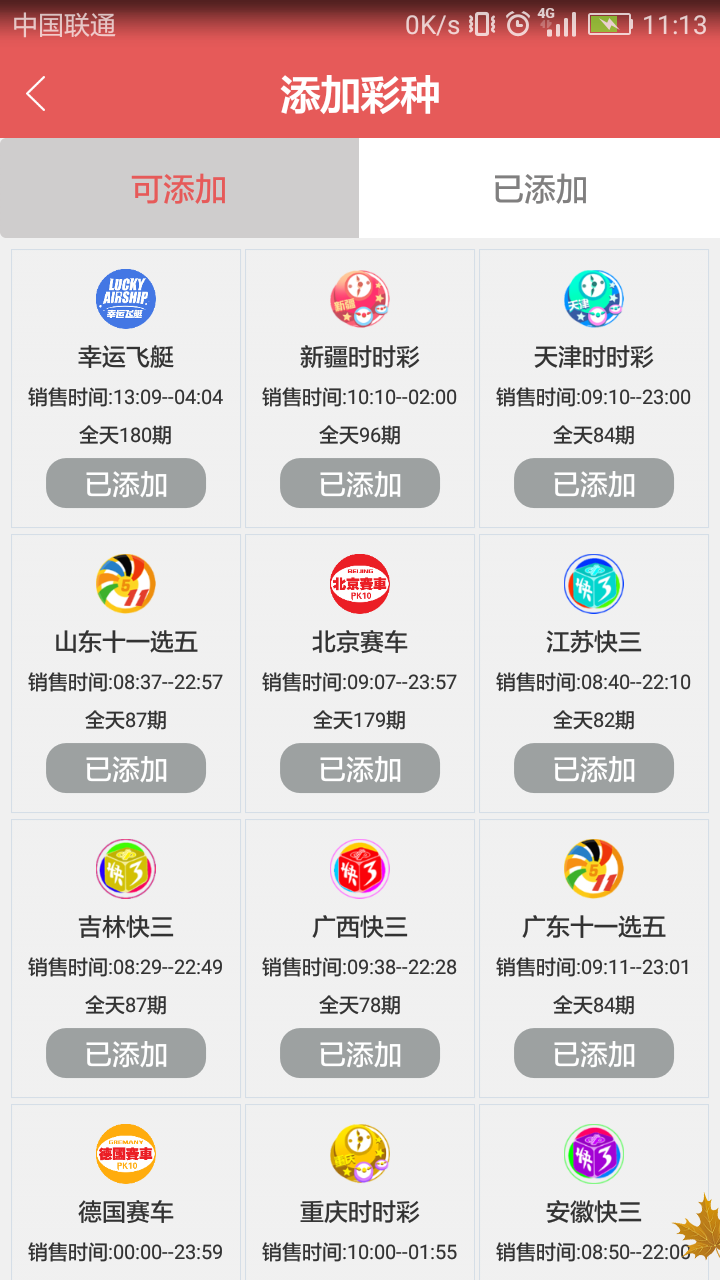 中国联通 0K/s 4G 11:13
添加彩种
可添加 已添加
LUCKY
AIRSHIP
幸运飞艇
新疆
天津
幸运飞艇 新疆时时彩 天津时时彩
销售时间:13:09--04:04 销售时间:10:10--02:00 销售时间:09:10--23:00
全天180期 全天96期 全天84期
已添加 已添加 已添加
5
11
BEIJING
北京賽車
PK10
快3
山东十一选五 北京赛车 江苏快三
销售时间:08:37--22:57 销售时间:09:07--23:57 销售时间:08:40--22:10
全天87期 全天179期 全天82期
已添加 已添加 已添加
快3
快3
5
11
吉林快三 广西快三 广东十一选五
销售时间:08:29--22:49 销售时间:09:38--22:28 销售时间:09:11--23:01
全天87期 全天78期 全天84期
已添加 已添加 已添加
德國賽車
PK10
快3
德国赛车 重庆时时彩 安徽快三
销售时间:00:00--23:59 销售时间:10:00--01:55 销售时间:08:50--22:00